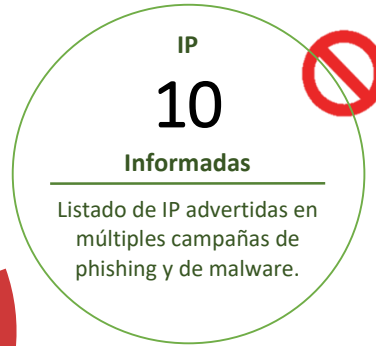 IP
10
Informadas
Listado de IP advertidas en
múltiples campañas de
phishing y de malware.